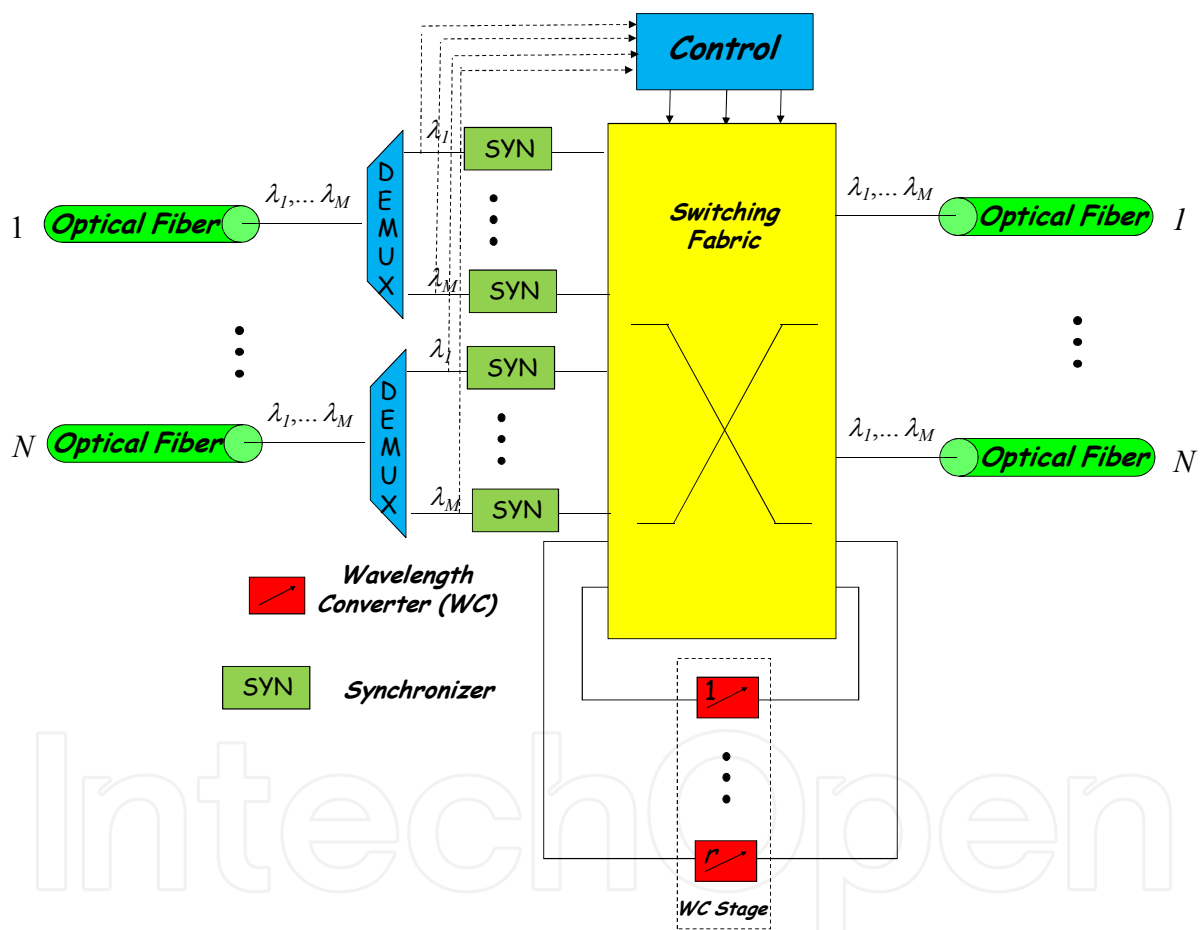 Control
λ1
SYN
DEMUX
λ1,... λM
1
Optical Fiber
Switching
Fabric
λ1,... λM
Optical Fiber
1
λM
SYN
λ1
SYN
DEMUX
λ1,... λM
N
Optical Fiber
λ1,... λM
Optical Fiber
N
λM
SYN
Wavelength
Converter (WC)
SYN
Synchronizer
1
r
WC Stage
IntechOpen